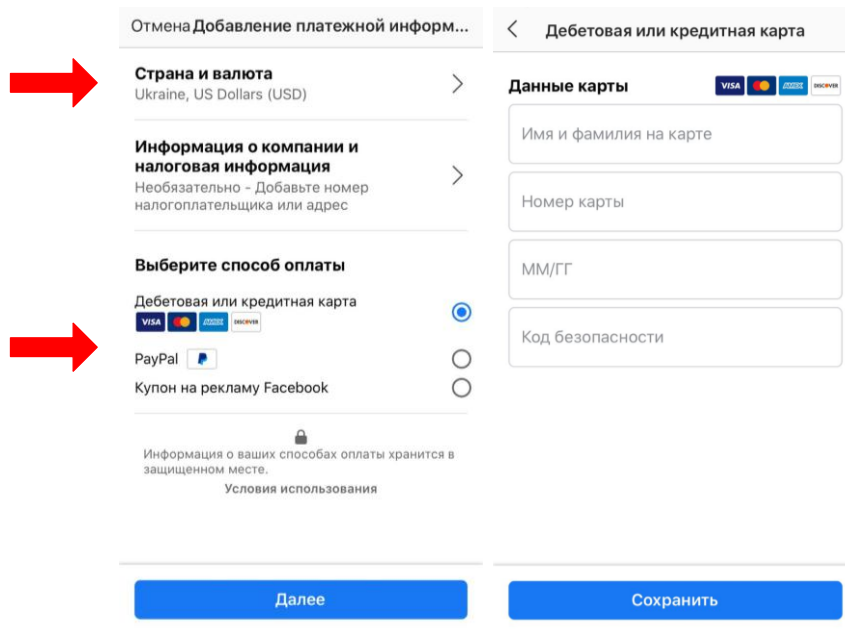 Отмена Добавление платежной информ...
Страна и валюта
Ukraine, US Dollars (USD)
Информация о компании и
налоговая информация
Необязательно - Добавьте номер
налогоплательщика или адрес
Выберите способ оплаты
Дебетовая или кредитная карта
VISA DISCOVER
PayPal
Купон на рекламу Facebook
Информация о ваших способах оплаты хранится в
защищенном месте.
Условия использования
Далее
Дебетовая или кредитная карта
Данные карты VISA DISCOVER
Имя и фамилия на карте
Номер карты
ММ/ГГ
Код безопасности
Сохранить